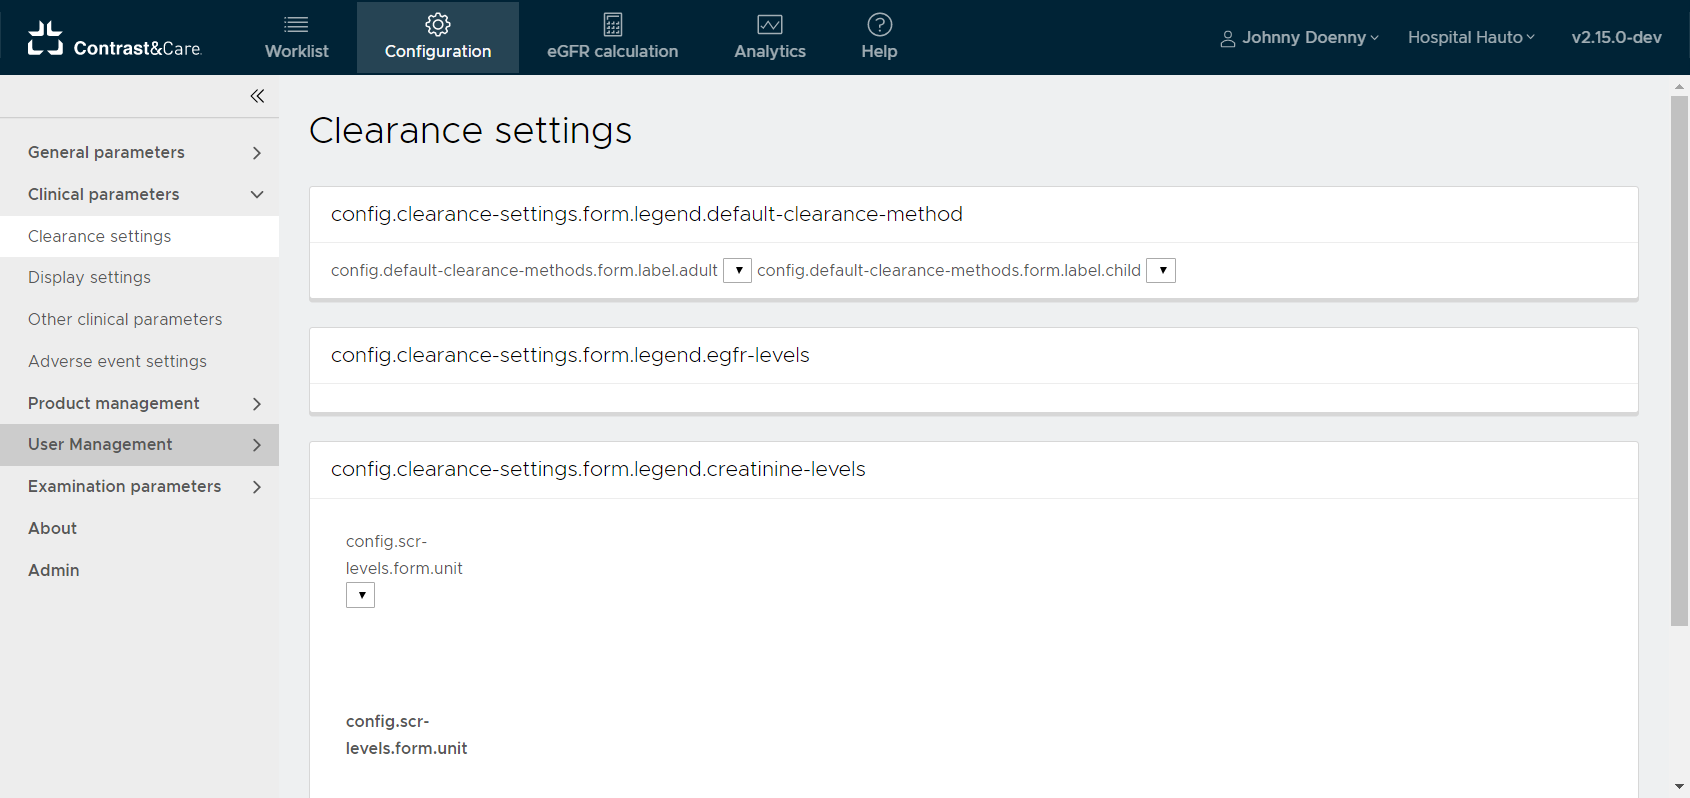 Contrast&Care.
Worklist
Configuration
eGFR calculation
Analytics
Help
Johnny Doenny
Hospital Hauto
v2.15.0-dev
General parameters
Clinical parameters
Clearance settings
Display settings
Other clinical parameters
Adverse event settings
Product management
User Management
Examination parameters
About
Admin
Clearance settings
config.clearance-settings.form.legend.default-clearance-method
config.default-clearance-methods.form.label.adult config.default-clearance-methods.form.label.child
config.clearance-settings.form.legend.egfr-levels
config.clearance-settings.form.legend.creatinine-levels
config.scr-
levels.form.unit
config.scr-
levels.form.unit